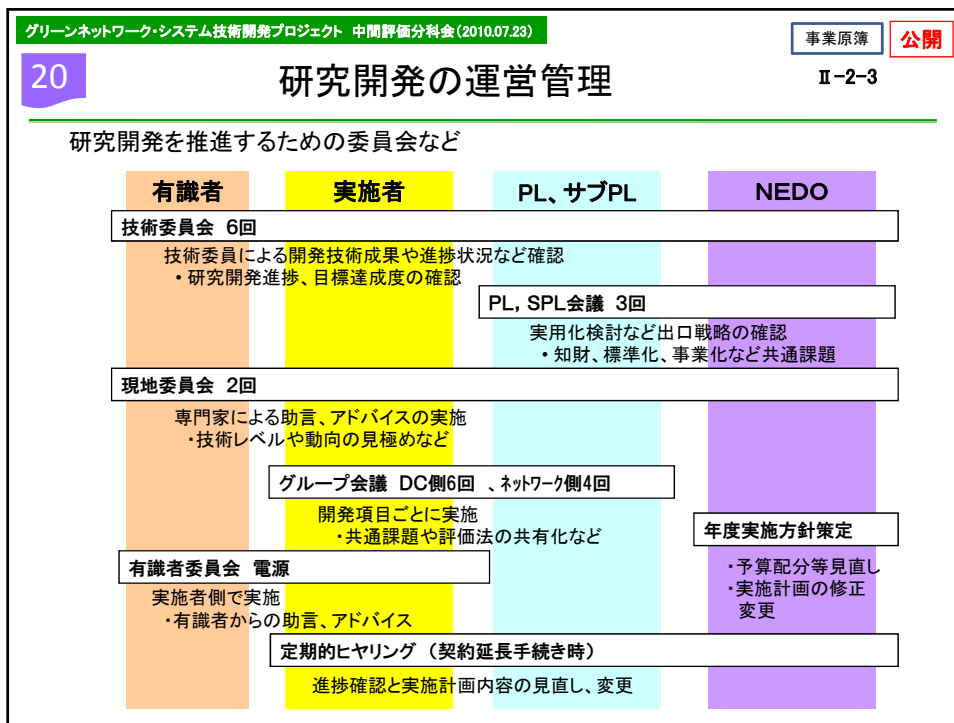 グリーンネットワーク・システム技術開発プロジェクト 中間評価分科会(2010.07.23)
事業原簿
公開
20
研究開発の運営管理
Ⅱ-2-3
研究開発を推進するための委員会など
有識者
実施者
PL、サブPL
NEDO
技術委員会 6回
技術委員による開発技術成果や進捗状況など確認
・研究開発進捗、目標達成度の確認
PL, SPL会議 3回
実用化検討など出口戦略の確認
・知財、標準化、事業化など共通課題
現地委員会 2回
専門家による助言、アドバイスの実施
・技術レベルや動向の見極めなど
グループ会議 DC側6回 、ネットワーク側4回
開発項目ごとに実施
・共通課題や評価法の共有化など
年度実施方針策定
・予算配分等見直し
・実施計画の修正
変更
有識者委員会 電源
実施者側で実施
・有識者からの助言、アドバイス
定期的ヒヤリング (契約延長手続き時)
進捗確認と実施計画内容の見直し、変更